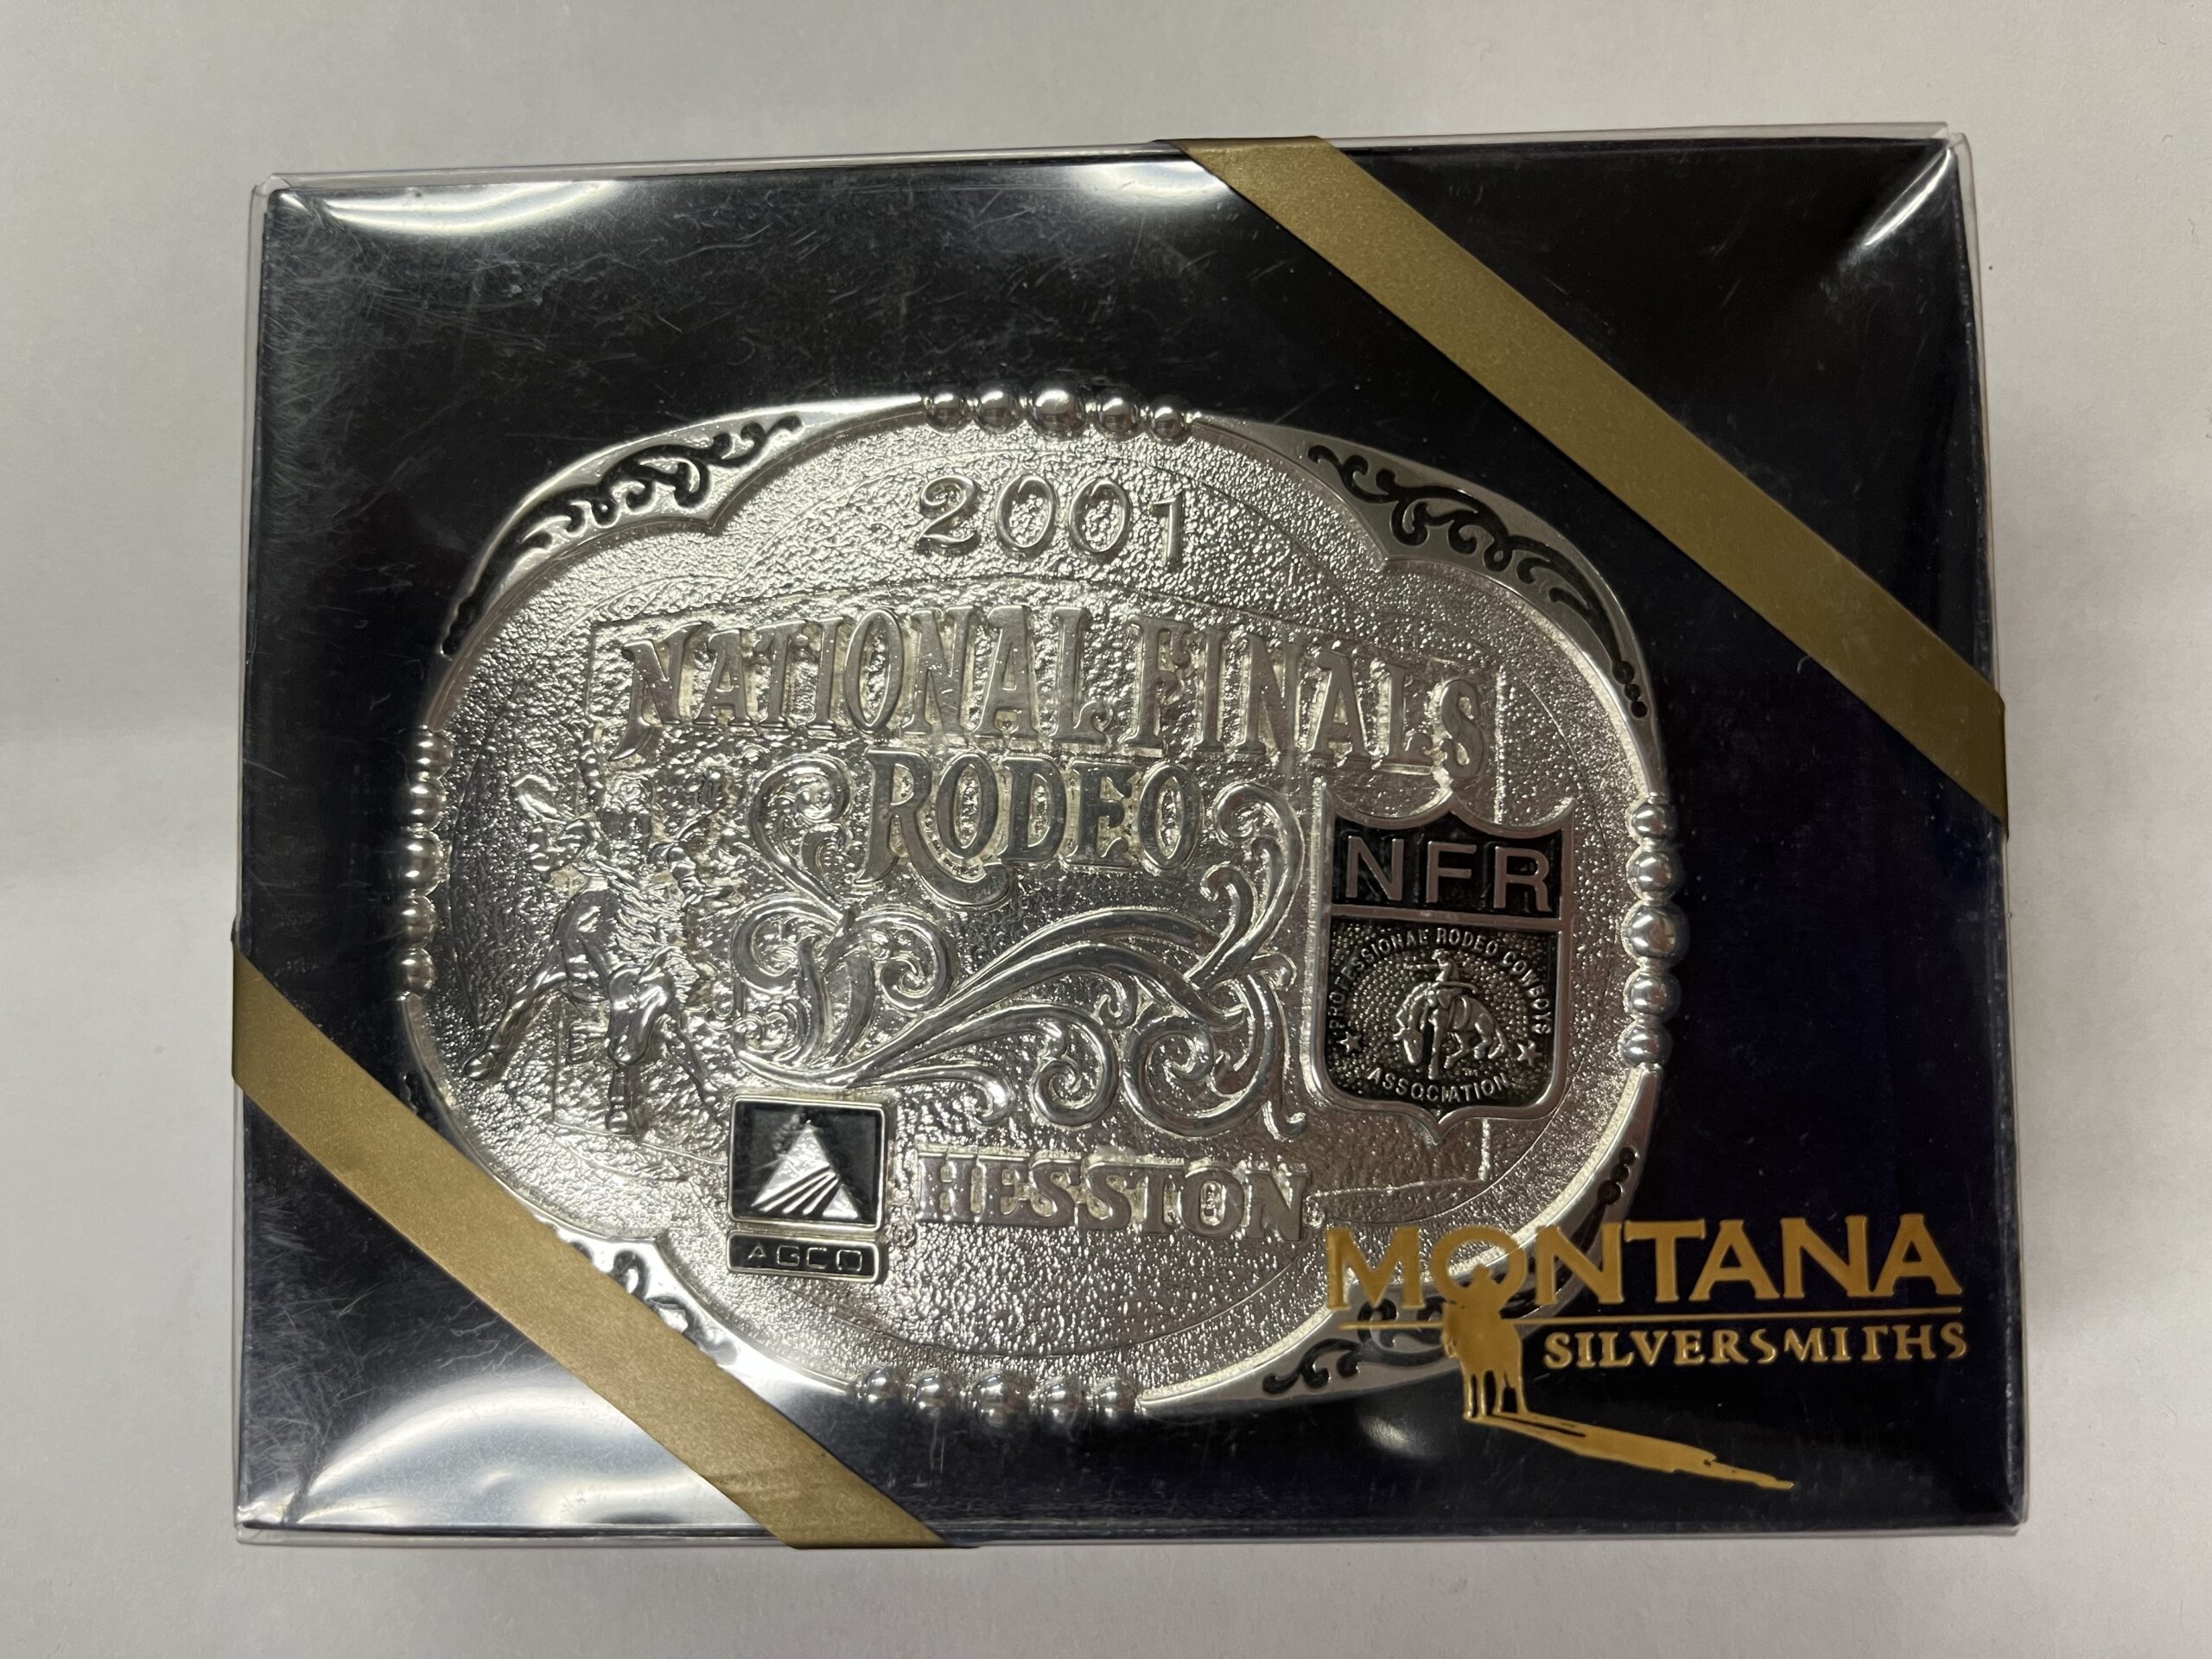 2001
NATIONAL FINALS
RODEO
NFR
PROFESSIONAL RODEO COWBOYS
ASSOCIATION
HESSTON
AGCO
MONTANA
SILVERSMITHS